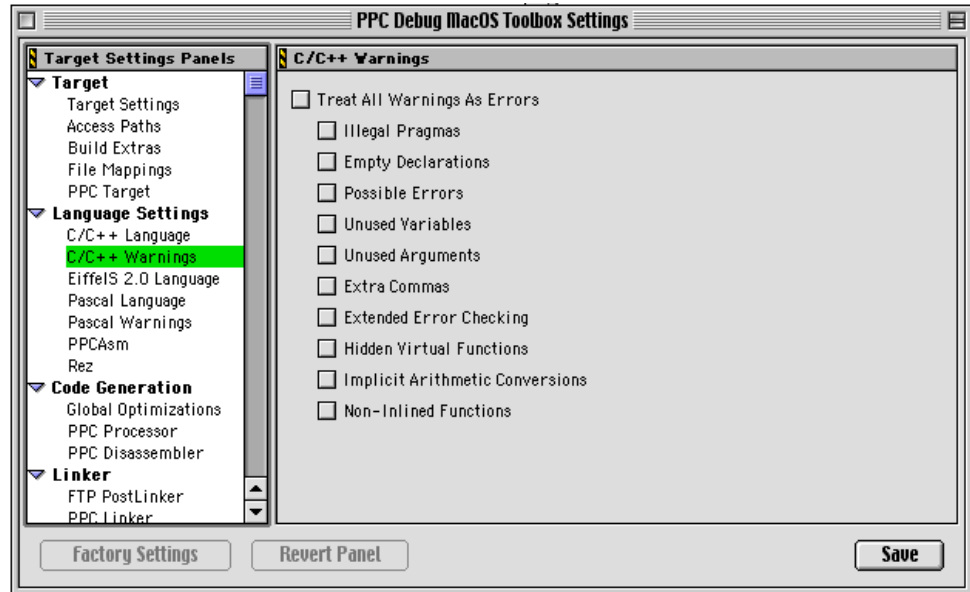 PPC Debug MacOS Toolbox Settings
Target Settings Panels
Target
Target Settings
Access Paths
Build Extras
File Mappings
PPC Target
Language Settings
C/C++ Language
C/C++ Warnings
EiffelS 2.0 Language
Pascal Language
Pascal Warnings
PPCAsm
Rez
Code Generation
Global Optimizations
PPC Processor
PPC Disassembler
Linker
FTP PostLinker
PPC Linker
C/C++ Warnings
Treat All Warnings As Errors
Illegal Pragmas
Empty Declarations
Possible Errors
Unused Variables
Unused Arguments
Extra Commas
Extended Error Checking
Hidden Virtual Functions
Implicit Arithmetic Conversions
Non-Inlined Functions
Factory Settings
Revert Panel
Save